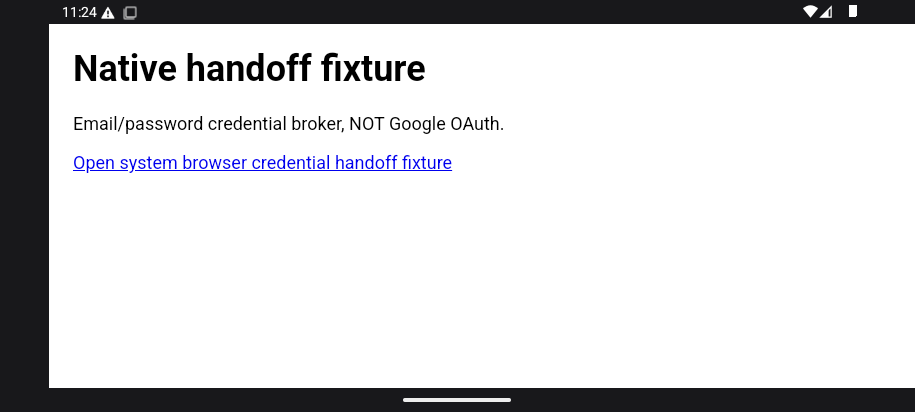 11:24
Native handoff fixture
Email/password credential broker, NOT Google OAuth.
Open system browser credential handoff fixture